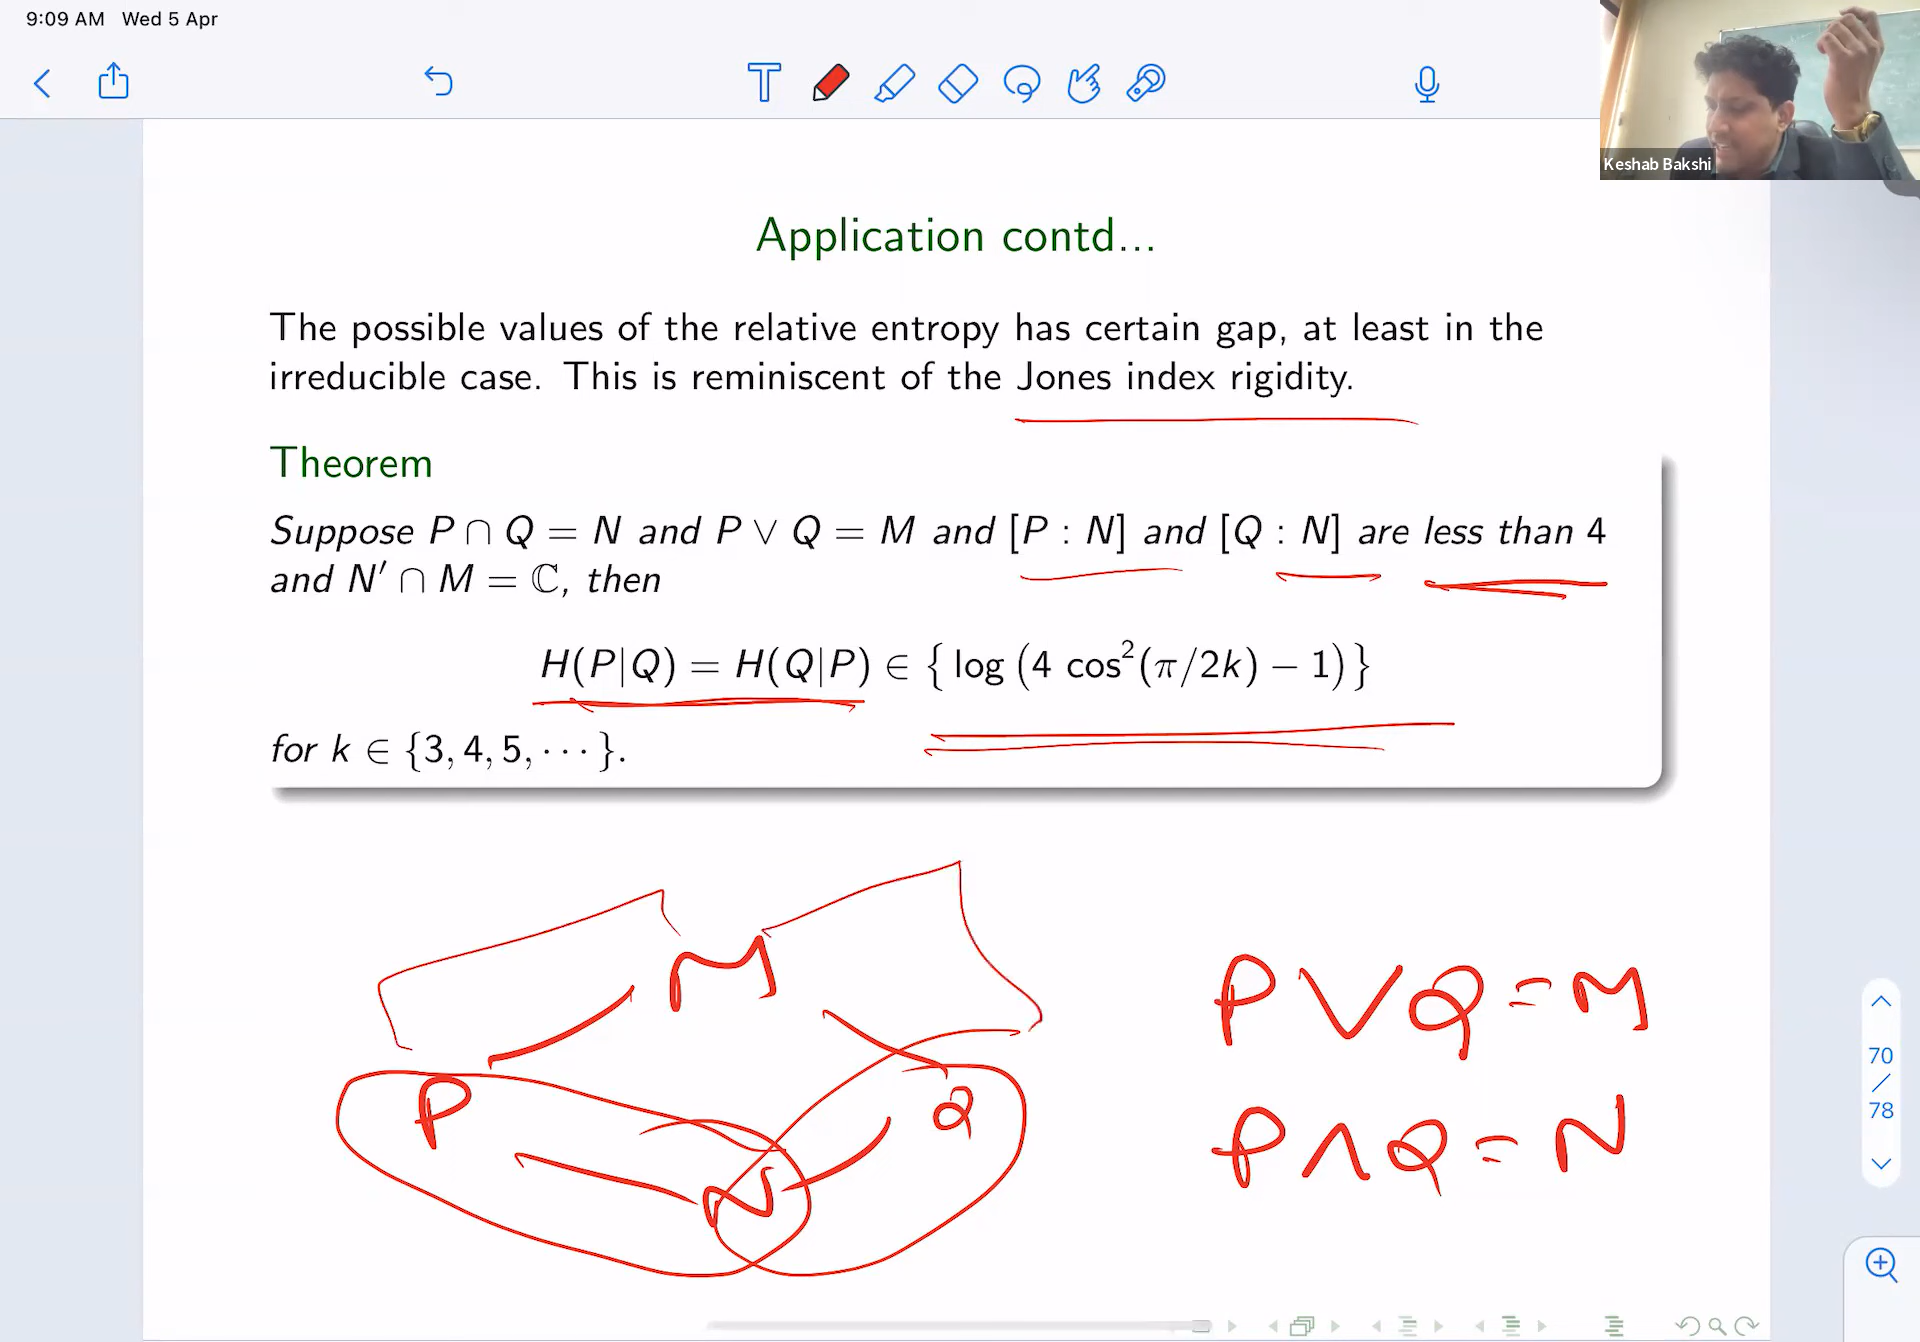 9:09 AM Wed 5 Apr
T
Keshab Bakshi
Application contd...
The possible values of the relative entropy has certain gap, at least in the
irreducible case. This is reminiscent of the Jones index rigidity.
Theorem
Suppose P ∩ Q = N and P ∨ Q = M and [P : N] and [Q : N] are less than 4
and N′ ∩ M = ℂ, then
H(P|Q) = H(Q|P) ∈ { log (4 cos²(π/2k) − 1)}
for k ∈ {3, 4, 5, ⋯ }.
M
P Q
N
P ∨ Q = M
P ∧ Q = N
70
/
78